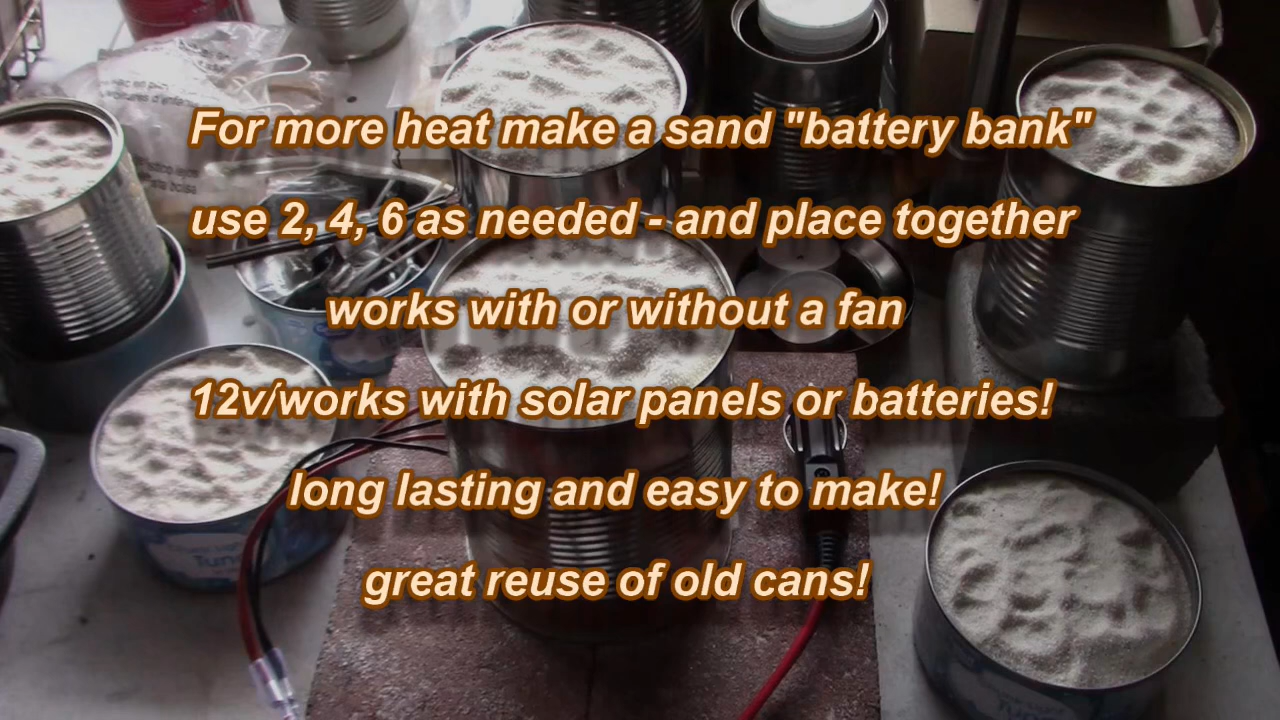 For more heat make a sand "battery bank"
use 2, 4, 6 as needed - and place together
works with or without a fan
12v/works with solar panels or batteries!
long lasting and easy to make!
great reuse of old cans!
Tuna